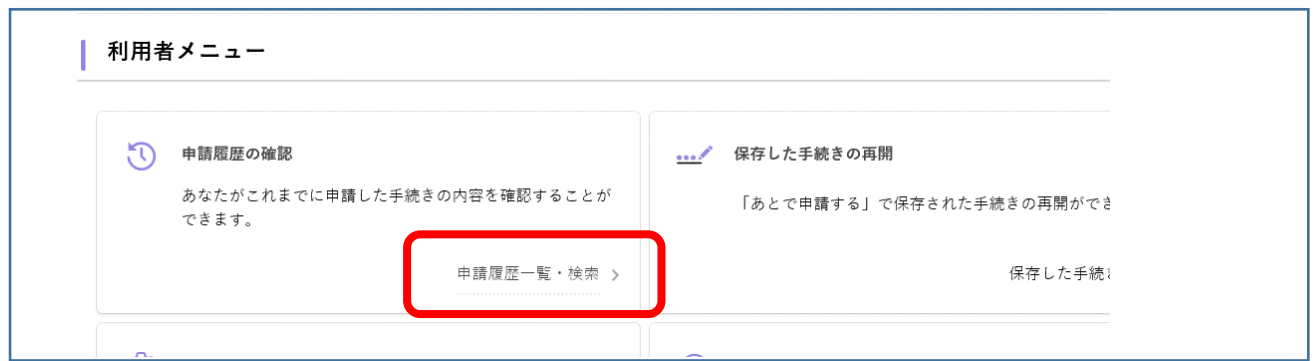 利用者メニュー
申請履歴の確認
あなたがこれまでに申請した手続きの内容を確認することが
できます。
申請履歴一覧・検索
保存した手続きの再開
「あとで申請する」で保存された手続きの再開ができ
保存した手続